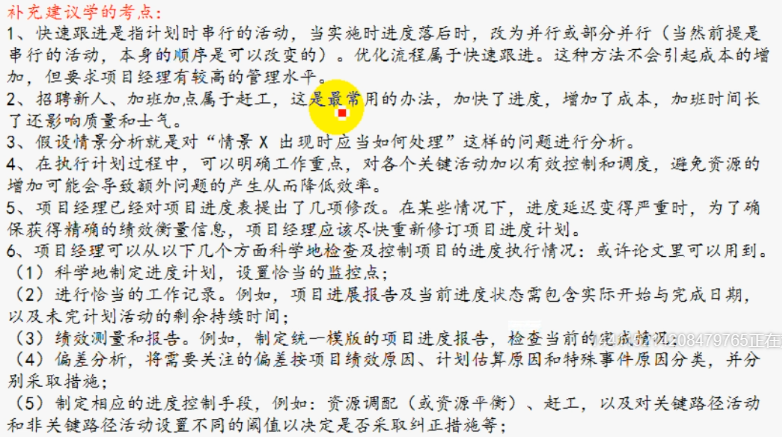 补充建议学的考点：
1、快速跟进是指计划时串行的活动，当实施时进度落后时，改为并行或部分并行（当然前提是
串行的活动，本身的顺序是可以改变的）。优化流程属于快速跟进。这种方法不会引起成本的增
加，但要求项目经理有较高的管理水平。
2、招聘新人、加班加点属于赶工，这是最常用的办法，加快了进度，增加了成本，加班时间长
了还影响质量和士气。
3、假设情景分析就是对“情景 X 出现时应当如何处理”这样的问题进行分析。
4、在执行计划过程中，可以明确工作重点，对各个关键活动加以有效控制和调度，避免资源的
增加可能会导致额外问题的产生从而降低效率。
5、项目经理已经对项目进度表提出了几项修改。在某些情况下，进度延迟变得严重时，为了确
保获得精确的绩效衡量信息，项目经理应该尽快重新修订项目进度计划。
6、项目经理可以从以下几个方面科学地检查及控制项目的进度执行情况：或许论文里可以用到。
（1）科学地制定进度计划，设置恰当的监控点；
（2）进行恰当的工作记录。例如，项目进展报告及当前进度状态需包含实际开始与完成日期，
以及未完计划活动的剩余持续时间；
（3）绩效测量和报告。例如，制定统一模版的项目进度报告，检查当前的完成情况；
08479765正在
（4）偏差分析，将需要关注的偏差按项目绩效原因、计划估算原因和特殊事件原因分类，并分
别采取措施；
（5）制定相应的进度控制手段，例如：资源调配（或资源平衡）、赶工，以及对关键路径活动
和非关键路径活动设置不同的阈值以决定是否采取纠正措施等；